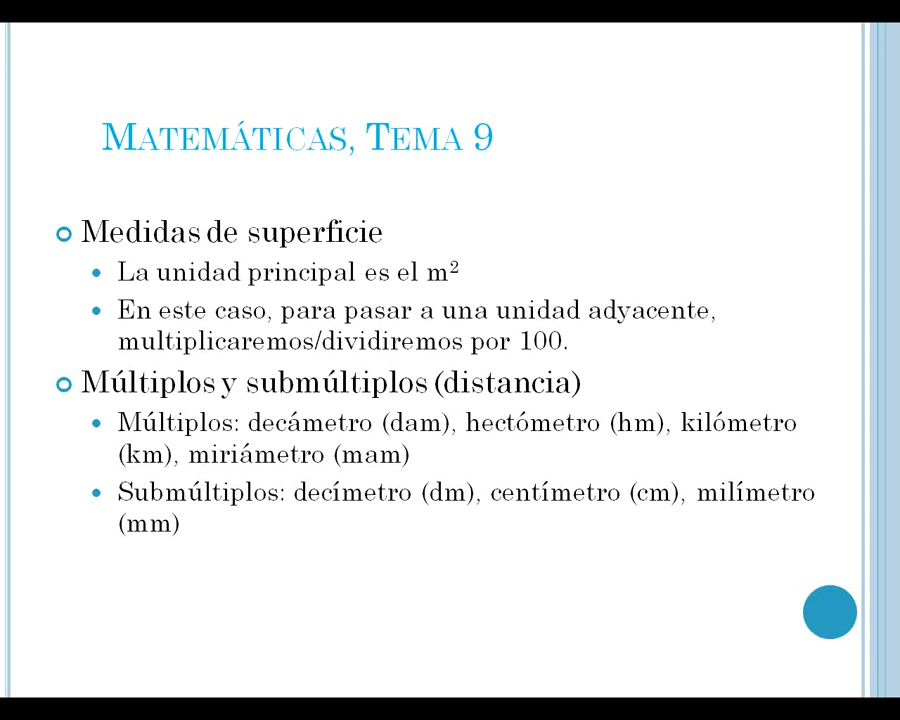 Matemáticas, Tema 9
Medidas de superficie
La unidad principal es el m²
En este caso, para pasar a una unidad adyacente,
multiplicaremos/dividiremos por 100.
Múltiplos y submúltiplos (distancia)
Múltiplos: decámetro (dam), hectómetro (hm), kilómetro
(km), miriámetro (mam)
Submúltiplos: decímetro (dm), centímetro (cm), milímetro
(mm)